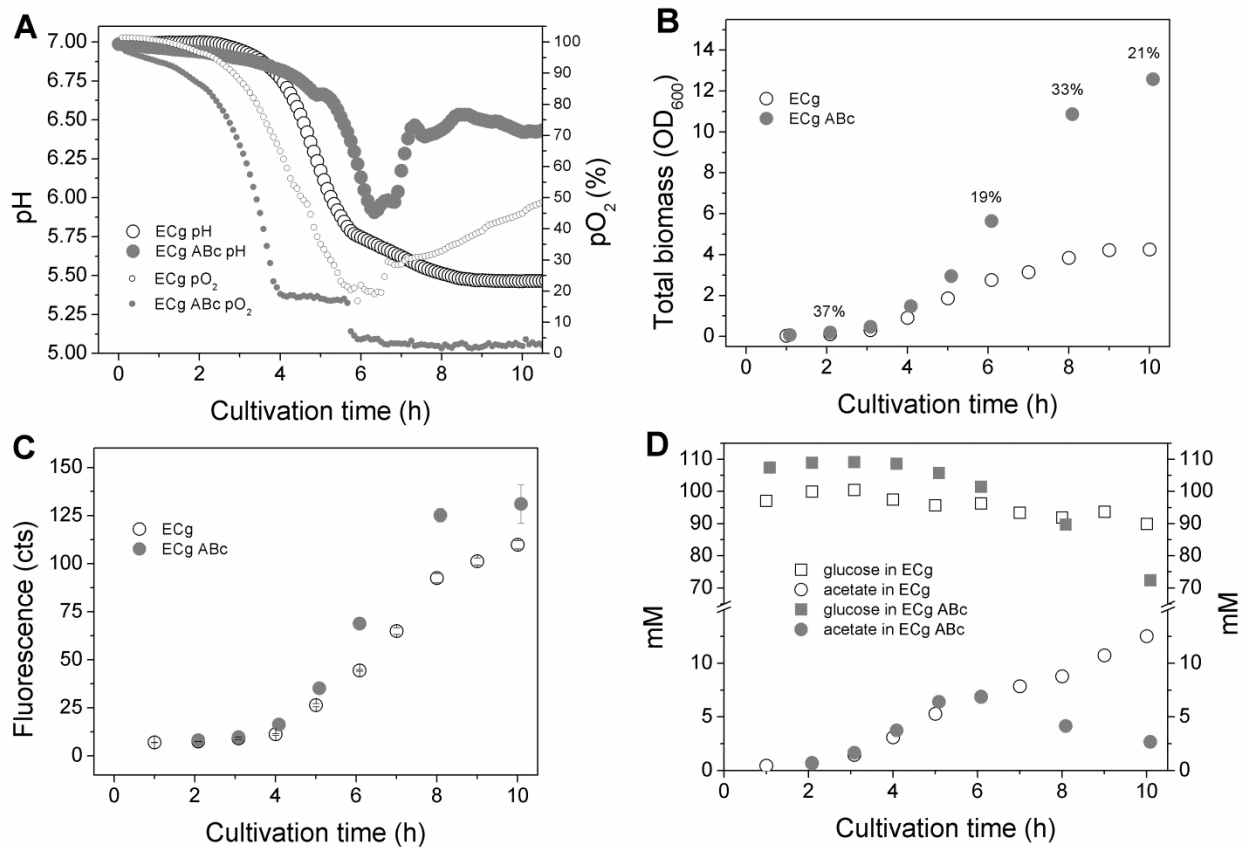 A
7.00
6.75
6.50
6.25
6.00
5.75
5.50
5.25
5.00
pH
100
90
80
70
60
50
40
30
20
10
0
pO2 (%)
ECg pH
ECg ABc pH
ECg pO2
ECg ABc pO2
0 2 4 6 8 10
Cultivation time (h)
B
14
12
10
8
6
4
2
0
Total biomass (OD600)
ECg
ECg ABc
37%
19%
33%
21%
0 2 4 6 8 10
Cultivation time (h)
C
150
125
100
75
50
25
0
Fluorescence (cts)
ECg
ECg ABc
0 2 4 6 8 10
Cultivation time (h)
D
110
100
90
80
70
10
5
0
mM
110
100
90
80
70
10
5
0
mM
glucose in ECg
acetate in ECg
glucose in ECg ABc
acetate in ECg ABc
0 2 4 6 8 10
Cultivation time (h)